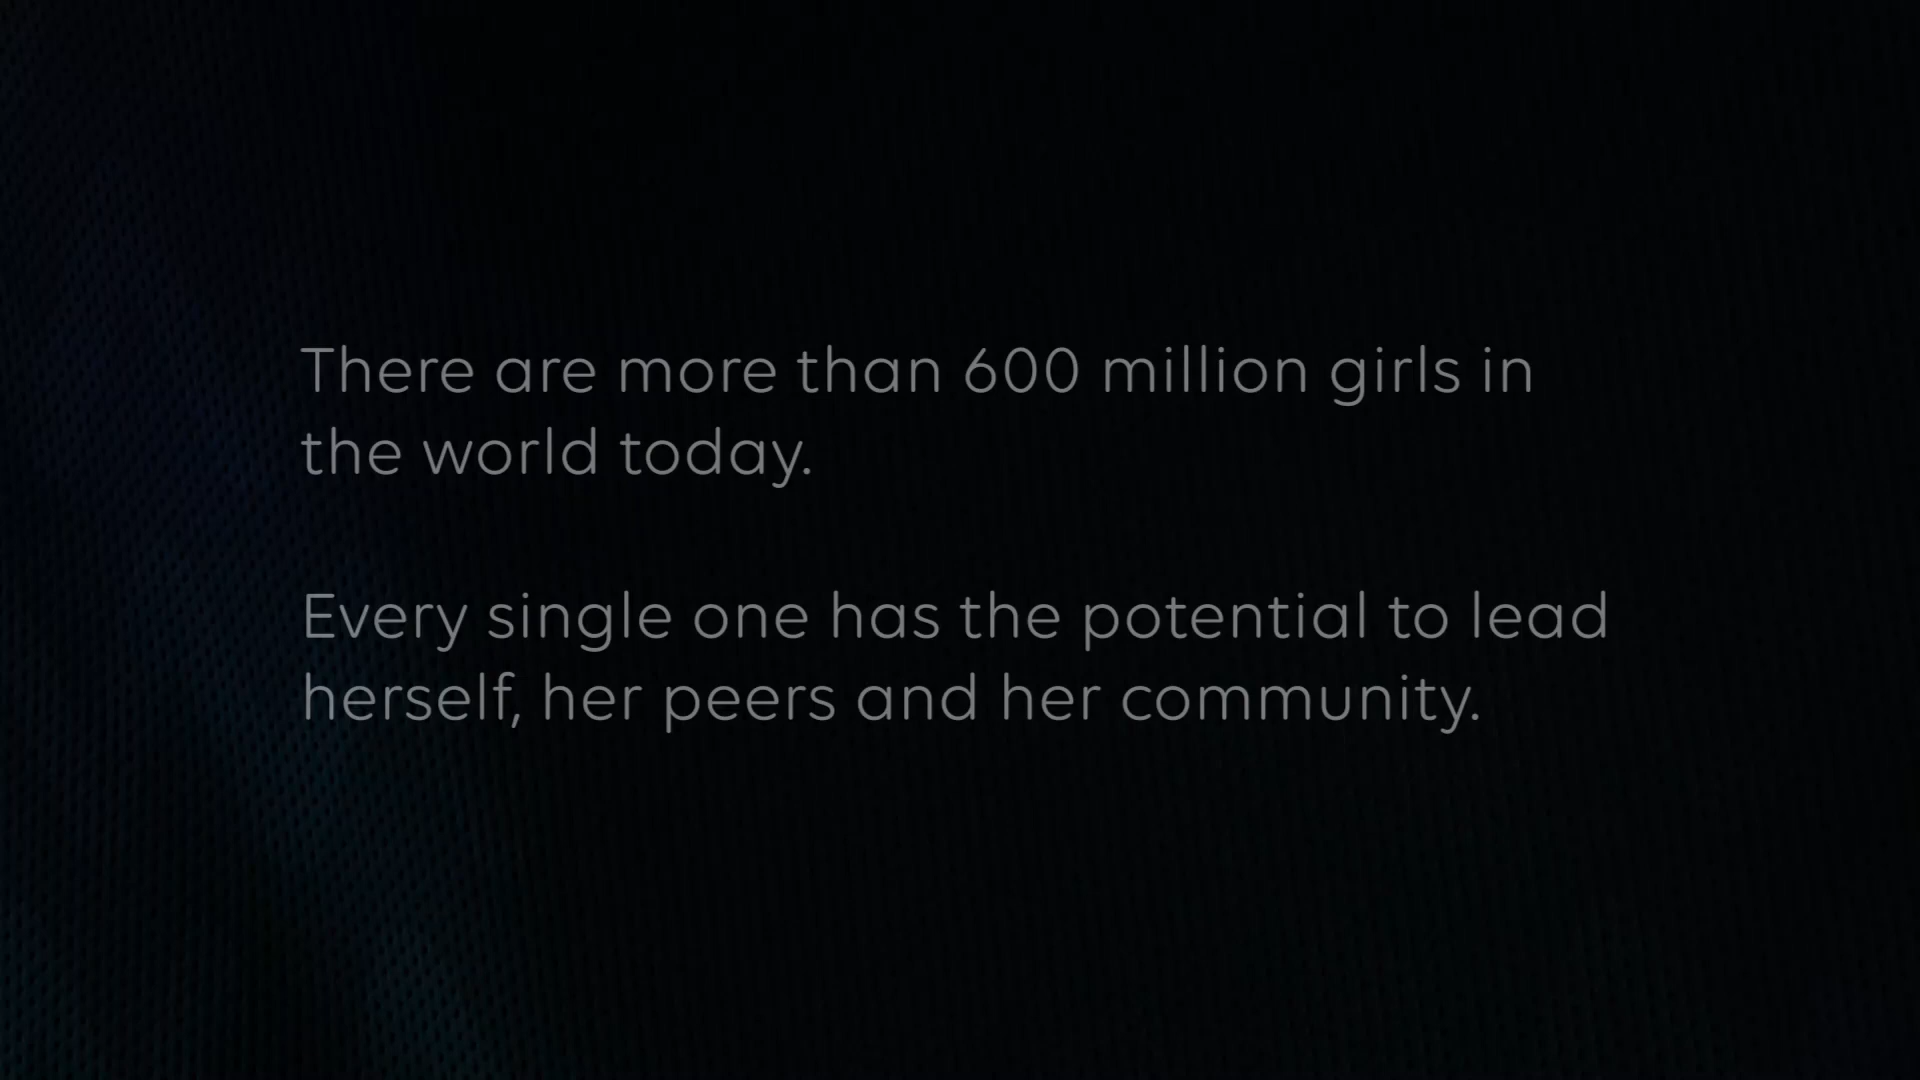 There are more than 600 million girls in
the world today.
Every single one has the potential to lead
herself, her peers and her community.